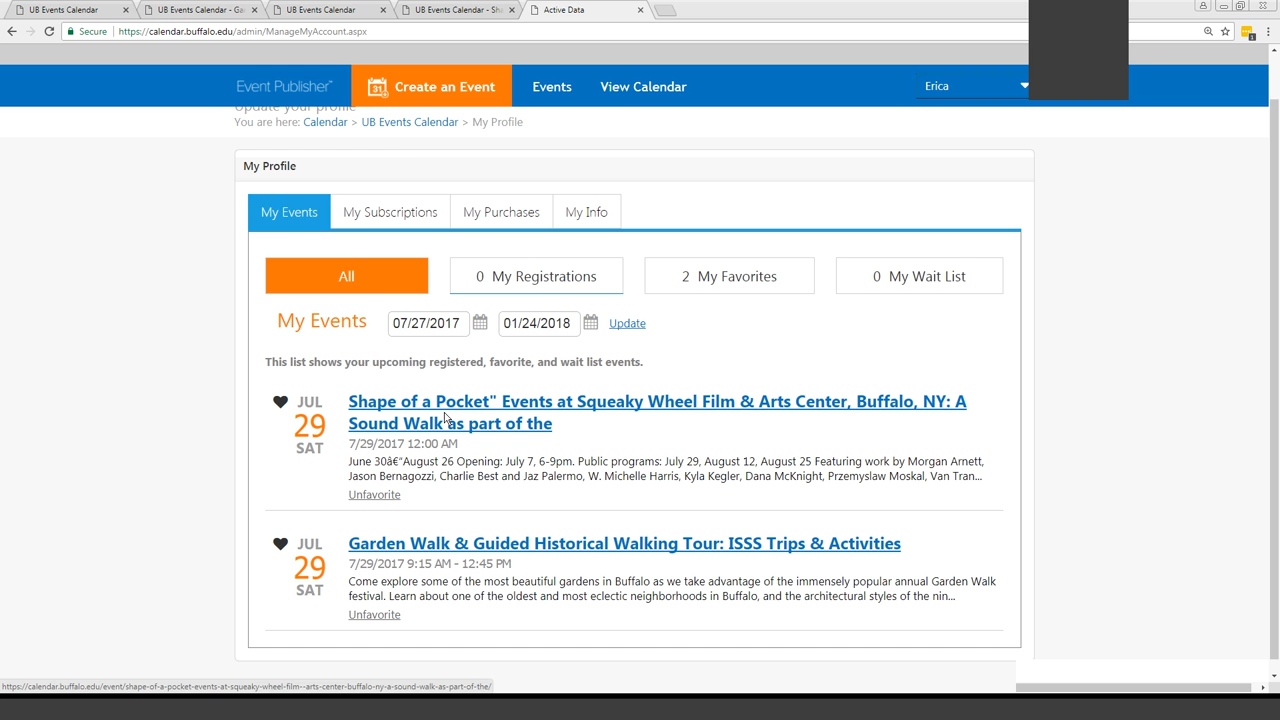 UB Events Calendar
UB Events Calendar - Ga
UB Events Calendar
UB Events Calendar - Sh
Active Data
Secure
https://calendar.buffalo.edu/admin/ManageMyAccount.aspx
Event Publisher™
Create an Event
Events
View Calendar
Erica
Update your profile
You are here: Calendar > UB Events Calendar > My Profile
My Profile
My Events
My Subscriptions
My Purchases
My Info
All
0 My Registrations
2 My Favorites
0 My Wait List
My Events
07/27/2017
01/24/2018
Update
This list shows your upcoming registered, favorite, and wait list events.
JUL
29
SAT
Shape of a Pocket" Events at Squeaky Wheel Film & Arts Center, Buffalo, NY: A
Sound Walk as part of the
7/29/2017 12:00 AM
June 30â€“August 26 Opening: July 7, 6-9pm. Public programs: July 29, August 12, August 25 Featuring work by Morgan Arnett,
Jason Bernagozzi, Charlie Best and Jaz Palermo, W. Michelle Harris, Kyla Kegler, Dana McKnight, Przemyslaw Moskal, Van Tran...
Unfavorite
JUL
29
SAT
Garden Walk & Guided Historical Walking Tour: ISSS Trips & Activities
7/29/2017 9:15 AM - 12:45 PM
Come explore some of the most beautiful gardens in Buffalo as we take advantage of the immensely popular annual Garden Walk
festival. Learn about one of the oldest and most eclectic neighborhoods in Buffalo, and the architectural styles of the nin...
Unfavorite
https://calendar.buffalo.edu/event/shape-of-a-pocket-events-at-squeaky-wheel-film--arts-center-buffalo-ny-a-sound-walk-as-part-of-the/